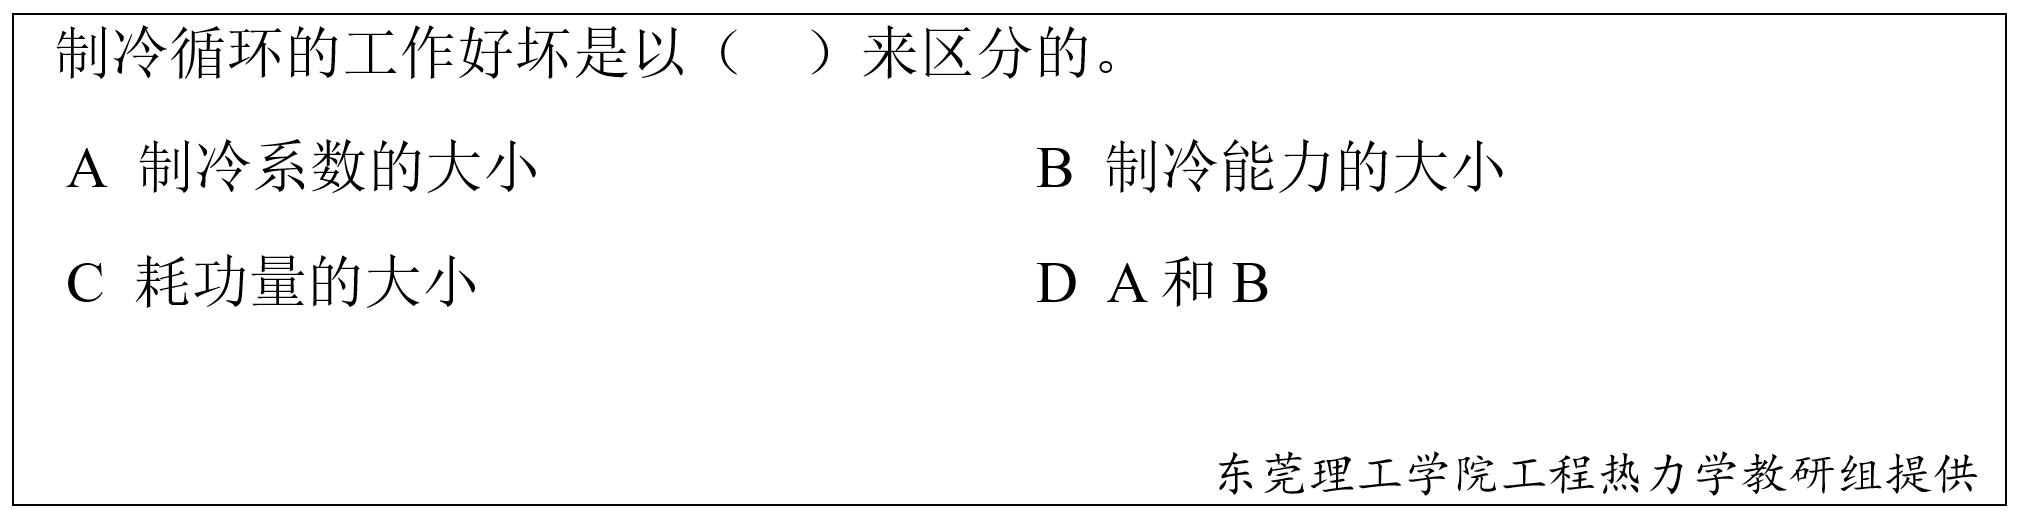 制冷循环的工作好坏是以（　）来区分的。
A 制冷系数的大小 B 制冷能力的大小
C 耗功量的大小 D A和B
东莞理工学院工程热力学教研组提供